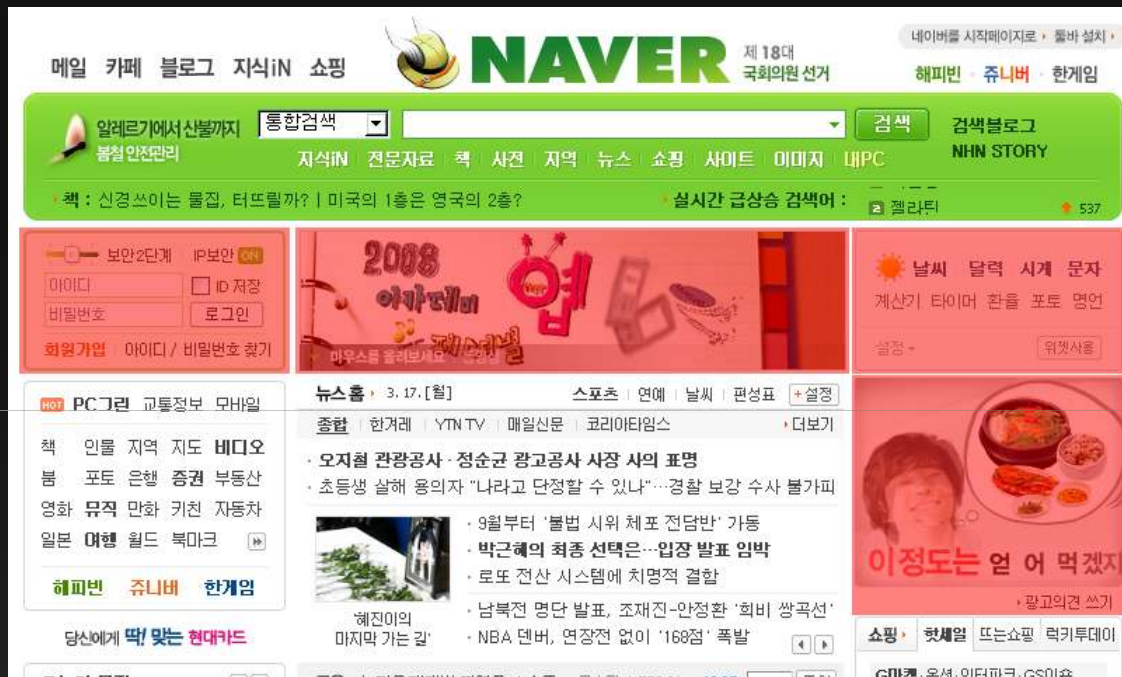 네이버를 시작페이지로 툴바 설치
메일 카페 블로그 지식iN 쇼핑
NAVER
제 18대
국회의원 선거
해피빈 쥬니버 한게임
알레르기에서 산불까지
봄철 안전관리
통합검색
검색
검색블로그
NHN STORY
지식iN 전문자료 책 사전 지역 뉴스 쇼핑 사이트 이미지 내PC
책 : 신경쓰이는 물집, 터뜨릴까? | 미국의 1층은 영국의 2층?
실시간 급상승 검색어 :
2 젤라틴 537
보안2단계 IP보안 ON
아이디 ID 저장
비밀번호 로그인
회원가입 아이디 / 비밀번호 찾기
2008
아카데미
엽
마우스를 올려보세요
날씨 달력 시계 문자
계산기 타이머 환율 포토 명언
설정 위젯사용
HOT PC그린 교통정보 모바일
책 인물 지역 지도 비디오
붐 포토 은행 증권 부동산
영화 뮤직 만화 키친 자동차
일본 여행 월드 북마크
해피빈 쥬니버 한게임
당신에게 딱! 맞는 현대카드
뉴스홈 3. 17. [월] 스포츠 연예 날씨 편성표 +설정
종합 한겨레 YTN TV 매일신문 코리아타임스 더보기
· 오지철 관광공사·정순균 광고공사 사장 사의 표명
· 초등생 살해 용의자 "나라고 단정할 수 있나"…경찰 보강 수사 불가피
· 9월부터 '불법 시위 체포 전담반' 가동
· 박근혜의 최종 선택은…입장 발표 임박
· 로또 전산 시스템에 치명적 결함
'혜진이의
마지막 가는 길'
· 남북전 명단 발표, 조재진-안정환 '희비 쌍곡선'
· NBA 덴버, 연장전 없이 '168점' 폭발
이정도는 얻어 먹겠지
광고의견 쓰기
쇼핑 핫세일 뜨는쇼핑 럭키투데이
G마켓·옥션·인터파크·GS이숍